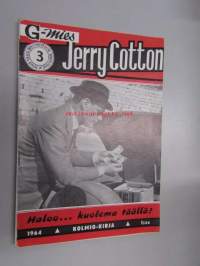 G-mies
Jerry Cotton
3
Haloo... kuolema täällä!
1964 ▲ KOLMIO-KIRJA ▲